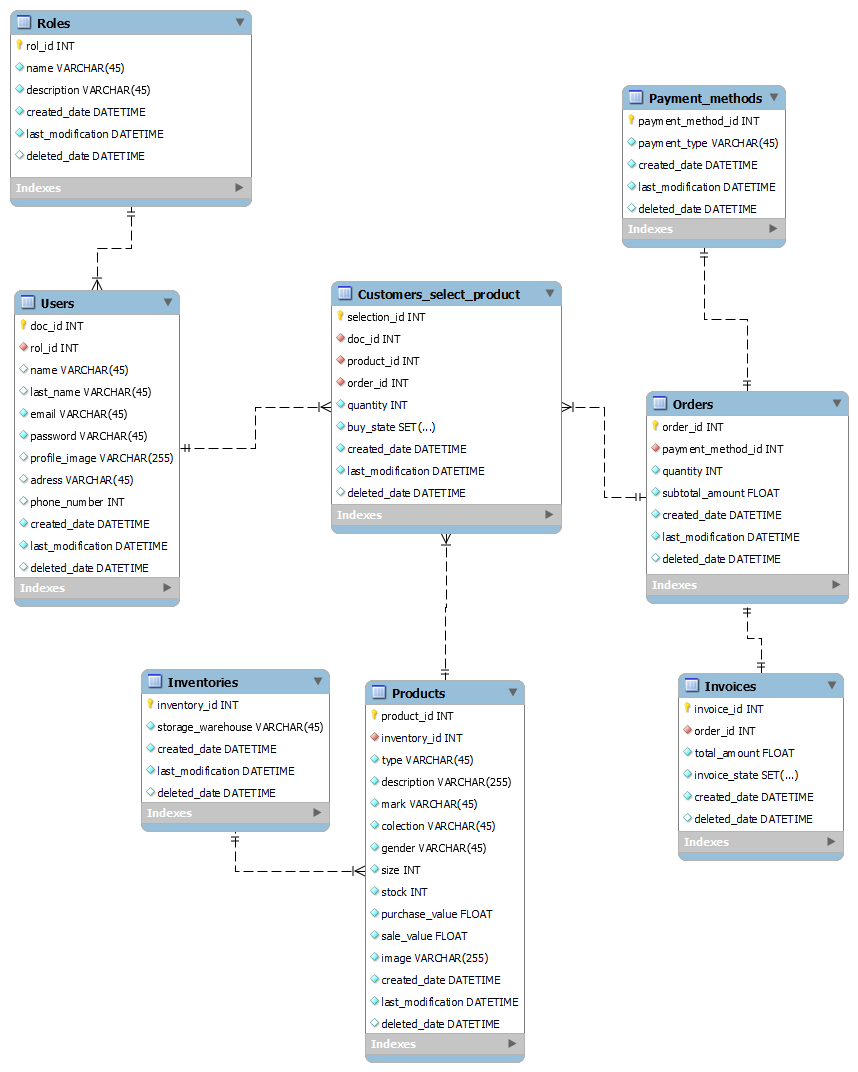 Roles
rol_id INT
name VARCHAR(45)
description VARCHAR(45)
created_date DATETIME
last_modification DATETIME
deleted_date DATETIME
Indexes
Payment_methods
payment_method_id INT
payment_type VARCHAR(45)
created_date DATETIME
last_modification DATETIME
deleted_date DATETIME
Indexes
Users
doc_id INT
rol_id INT
name VARCHAR(45)
last_name VARCHAR(45)
email VARCHAR(45)
password VARCHAR(45)
profile_image VARCHAR(255)
adress VARCHAR(45)
phone_number INT
created_date DATETIME
last_modification DATETIME
deleted_date DATETIME
Indexes
Customers_select_product
selection_id INT
doc_id INT
product_id INT
order_id INT
quantity INT
buy_state SET(...)
created_date DATETIME
last_modification DATETIME
deleted_date DATETIME
Indexes
Orders
order_id INT
payment_method_id INT
quantity INT
subtotal_amount FLOAT
created_date DATETIME
last_modification DATETIME
deleted_date DATETIME
Indexes
Inventories
inventory_id INT
storage_warehouse VARCHAR(45)
created_date DATETIME
last_modification DATETIME
deleted_date DATETIME
Indexes
Products
product_id INT
inventory_id INT
type VARCHAR(45)
description VARCHAR(255)
mark VARCHAR(45)
colection VARCHAR(45)
gender VARCHAR(45)
size INT
stock INT
purchase_value FLOAT
sale_value FLOAT
image VARCHAR(255)
created_date DATETIME
last_modification DATETIME
deleted_date DATETIME
Indexes
Invoices
invoice_id INT
order_id INT
total_amount FLOAT
invoice_state SET(...)
created_date DATETIME
deleted_date DATETIME
Indexes